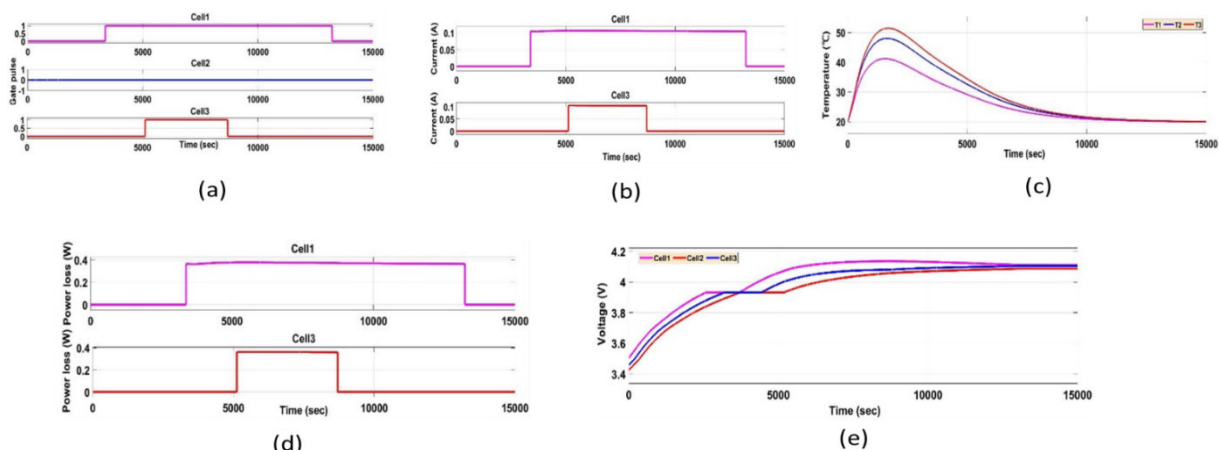 Cell1
1
0.5
0
0
5000
10000
15000
Cell2
Gate pulse
1
0
-1
0
5000
10000
15000
Cell3
1
0.5
0
0
5000
10000
15000
Time (sec)
(a)
Cell1
Current (A)
0.1
0.05
0
0
5000
10000
15000
Cell3
Current (A)
0.1
0.05
0
0
5000
10000
15000
Time (sec)
(b)
T1 T2 T3
Temperature (℃)
50
40
30
20
0
5000
10000
15000
Time (sec)
(c)
Cell1
Power loss (W)
0.4
0.2
0
0
5000
10000
15000
Cell3
Power loss (W)
0.4
0.2
0
0
5000
10000
15000
Time (sec)
(d)
Cell1 Cell2 Cell3
Voltage (V)
4.2
4
3.8
3.6
3.4
0
5000
10000
15000
Time (sec)
(e)